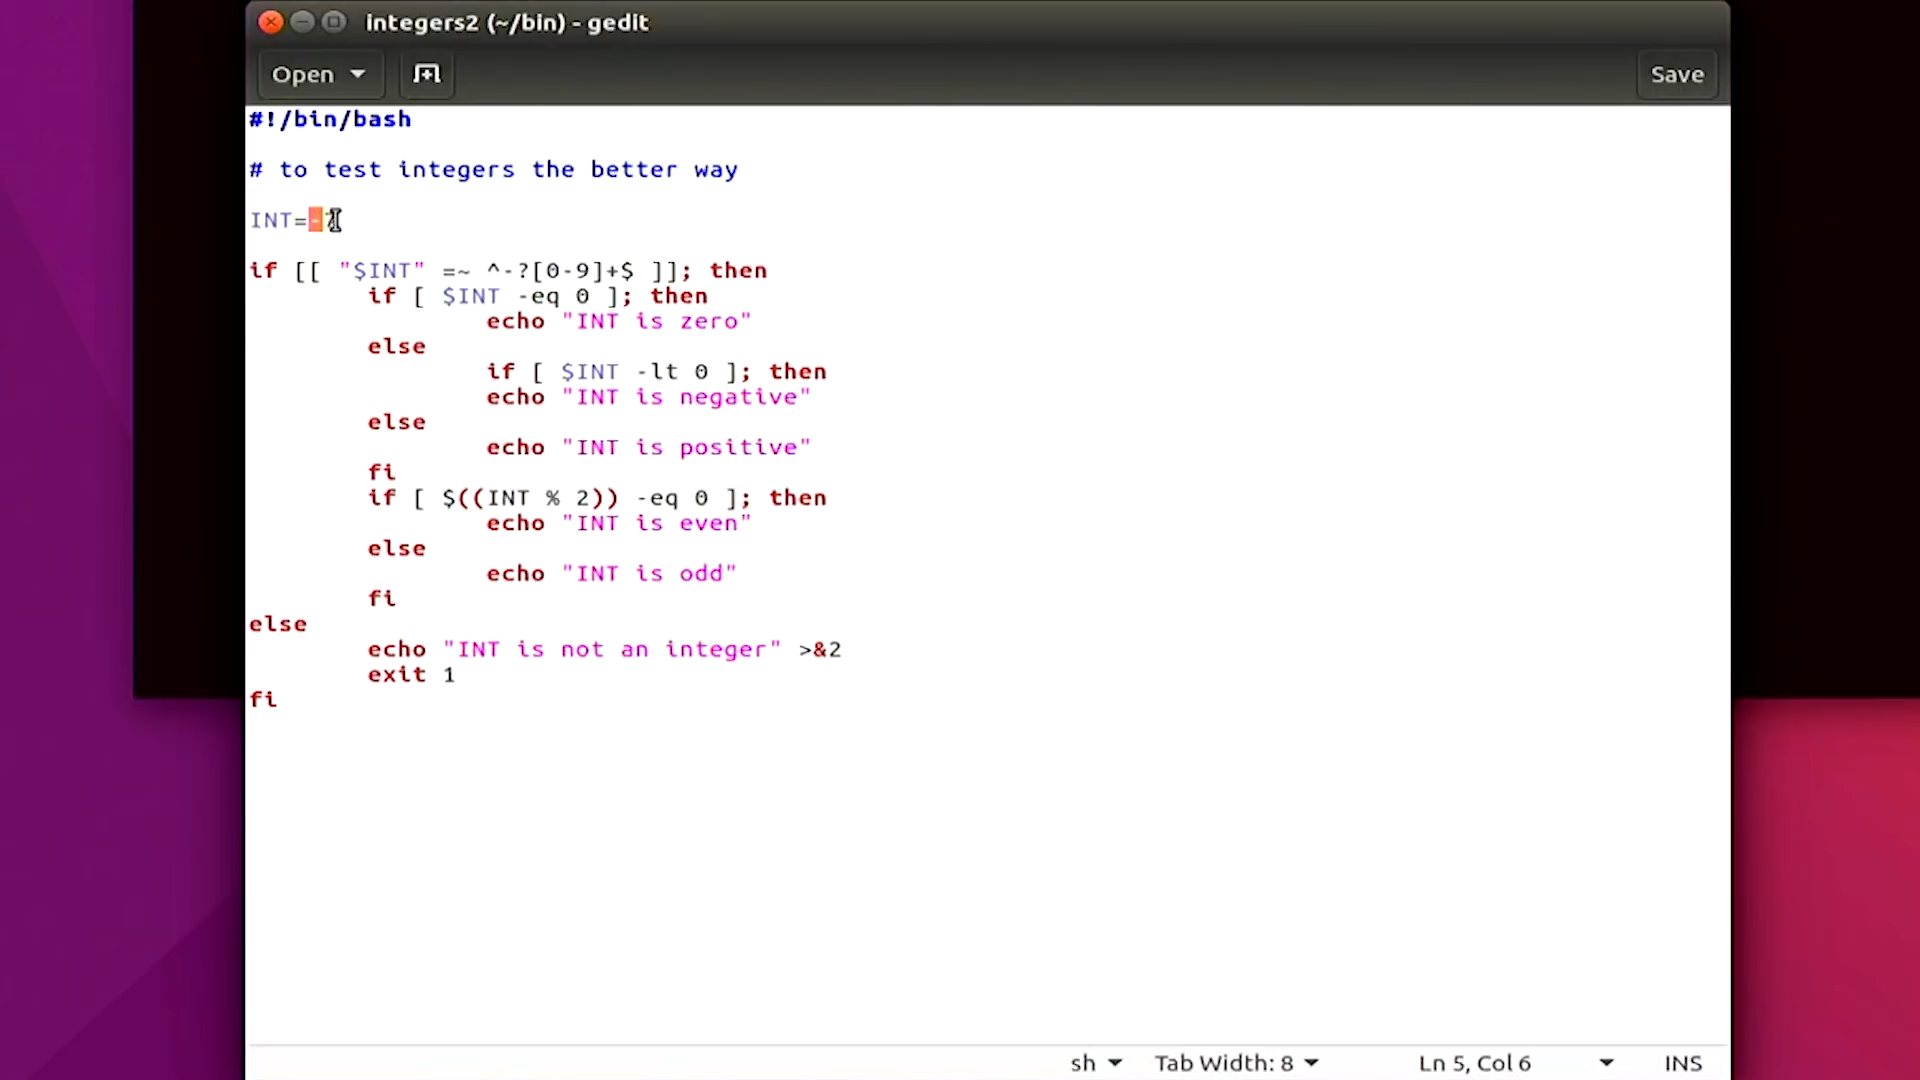 integers2 (~/bin) - gedit
Open
Save
#!/bin/bash
# to test integers the better way
INT=-
if [[ "$INT" =~ ^-?[0-9]+$ ]]; then
if [ $INT -eq 0 ]; then
echo "INT is zero"
else
if [ $INT -lt 0 ]; then
echo "INT is negative"
else
echo "INT is positive"
fi
if [ $((INT % 2)) -eq 0 ]; then
echo "INT is even"
else
echo "INT is odd"
fi
else
echo "INT is not an integer" >&2
exit 1
fi
sh
Tab Width: 8
Ln 5, Col 6
INS